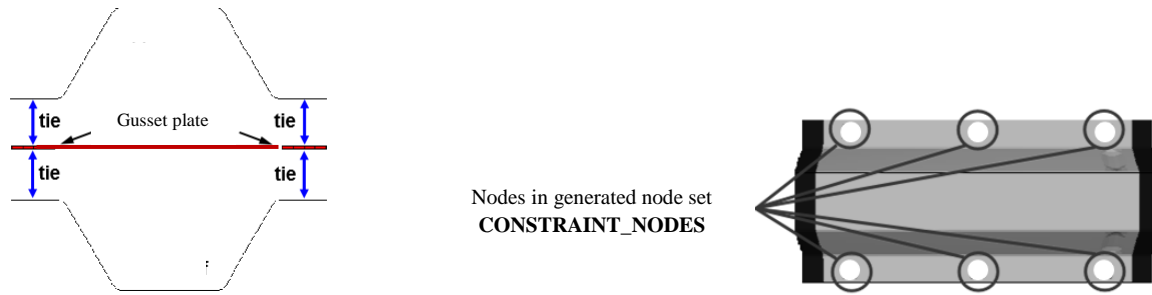 tie
tie
Gusset plate
tie
tie
Nodes in generated node set
CONSTRAINT_NODES